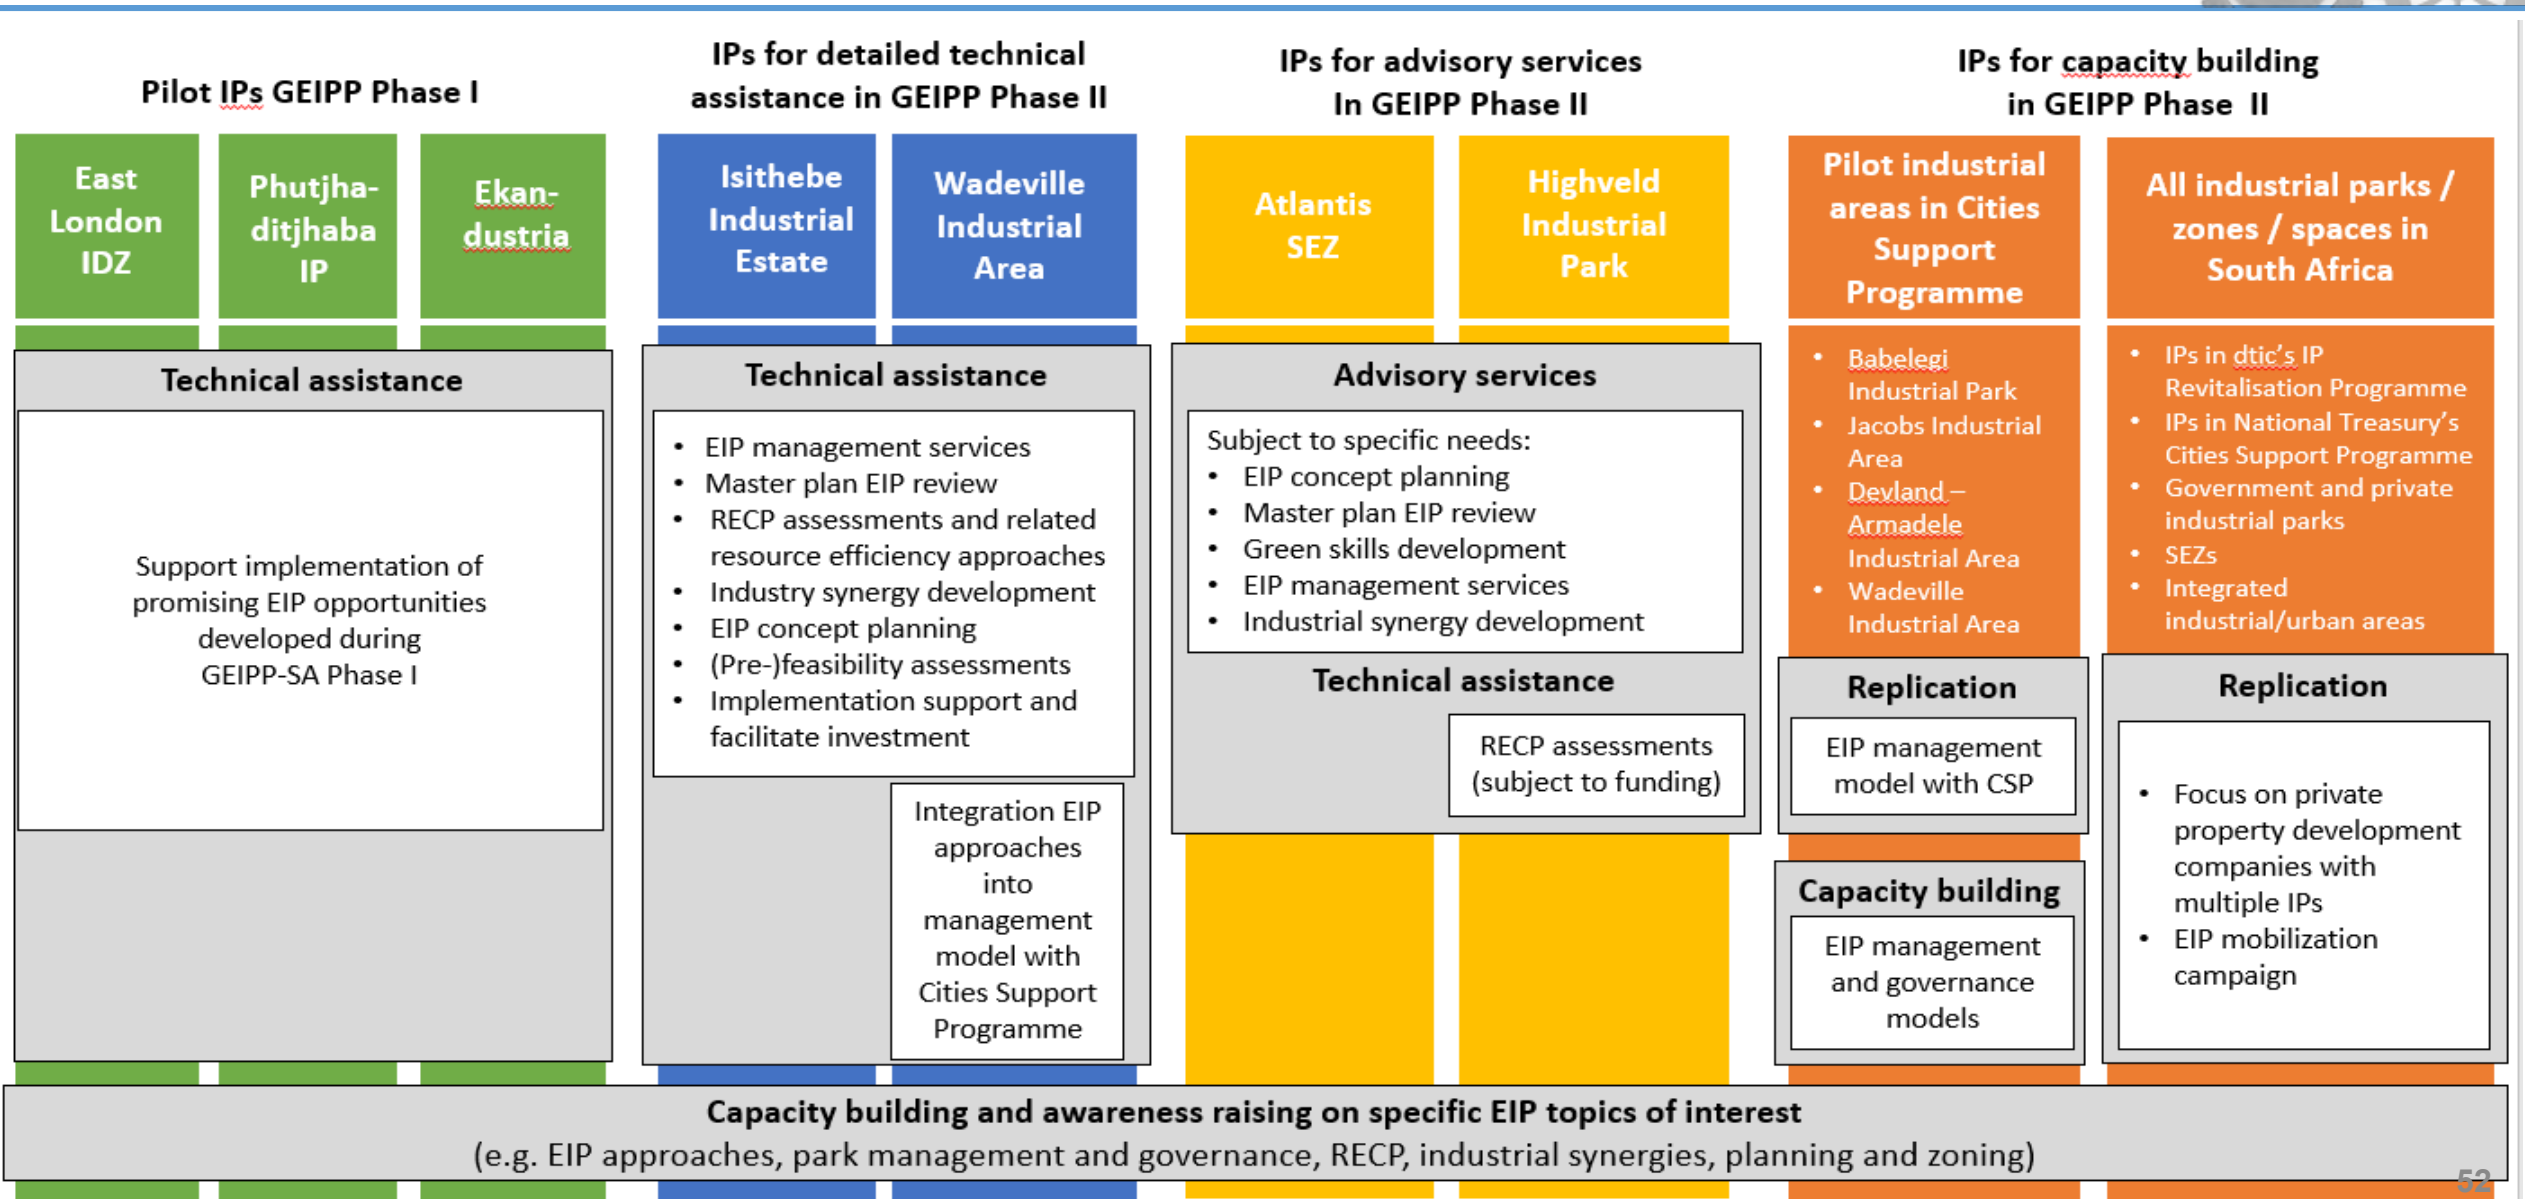 Pilot IPs GEIPP Phase I
East
London
IDZ
Phutjha-
ditjhaba
IP
Ekan-
dustria
Technical assistance
Support implementation of
promising EIP opportunities
developed during
GEIPP-SA Phase I
IPs for detailed technical
assistance in GEIPP Phase II
Isithebe
Industrial
Estate
Wadeville
Industrial
Area
Technical assistance
• EIP management services
• Master plan EIP review
• RECP assessments and related
resource efficiency approaches
• Industry synergy development
• EIP concept planning
• (Pre-)feasibility assessments
• Implementation support and
facilitate investment
Integration EIP
approaches
into
management
model with
Cities Support
Programme
IPs for advisory services
In GEIPP Phase II
Atlantis
SEZ
Highveld
Industrial
Park
Advisory services
Subject to specific needs:
• EIP concept planning
• Master plan EIP review
• Green skills development
• EIP management services
• Industrial synergy development
Technical assistance
RECP assessments
(subject to funding)
IPs for capacity building
in GEIPP Phase II
Pilot industrial
areas in Cities
Support
Programme
• Babelegi
Industrial Park
• Jacobs Industrial
Area
• Devland –
Armadele
Industrial Area
• Wadeville
Industrial Area
Replication
EIP management
model with CSP
Capacity building
EIP management
and governance
models
All industrial parks /
zones / spaces in
South Africa
• IPs in dtic’s IP
Revitalisation Programme
• IPs in National Treasury’s
Cities Support Programme
• Government and private
industrial parks
• SEZs
• Integrated
industrial/urban areas
Replication
• Focus on private
property development
companies with
multiple IPs
• EIP mobilization
campaign
Capacity building and awareness raising on specific EIP topics of interest
(e.g. EIP approaches, park management and governance, RECP, industrial synergies, planning and zoning)
52